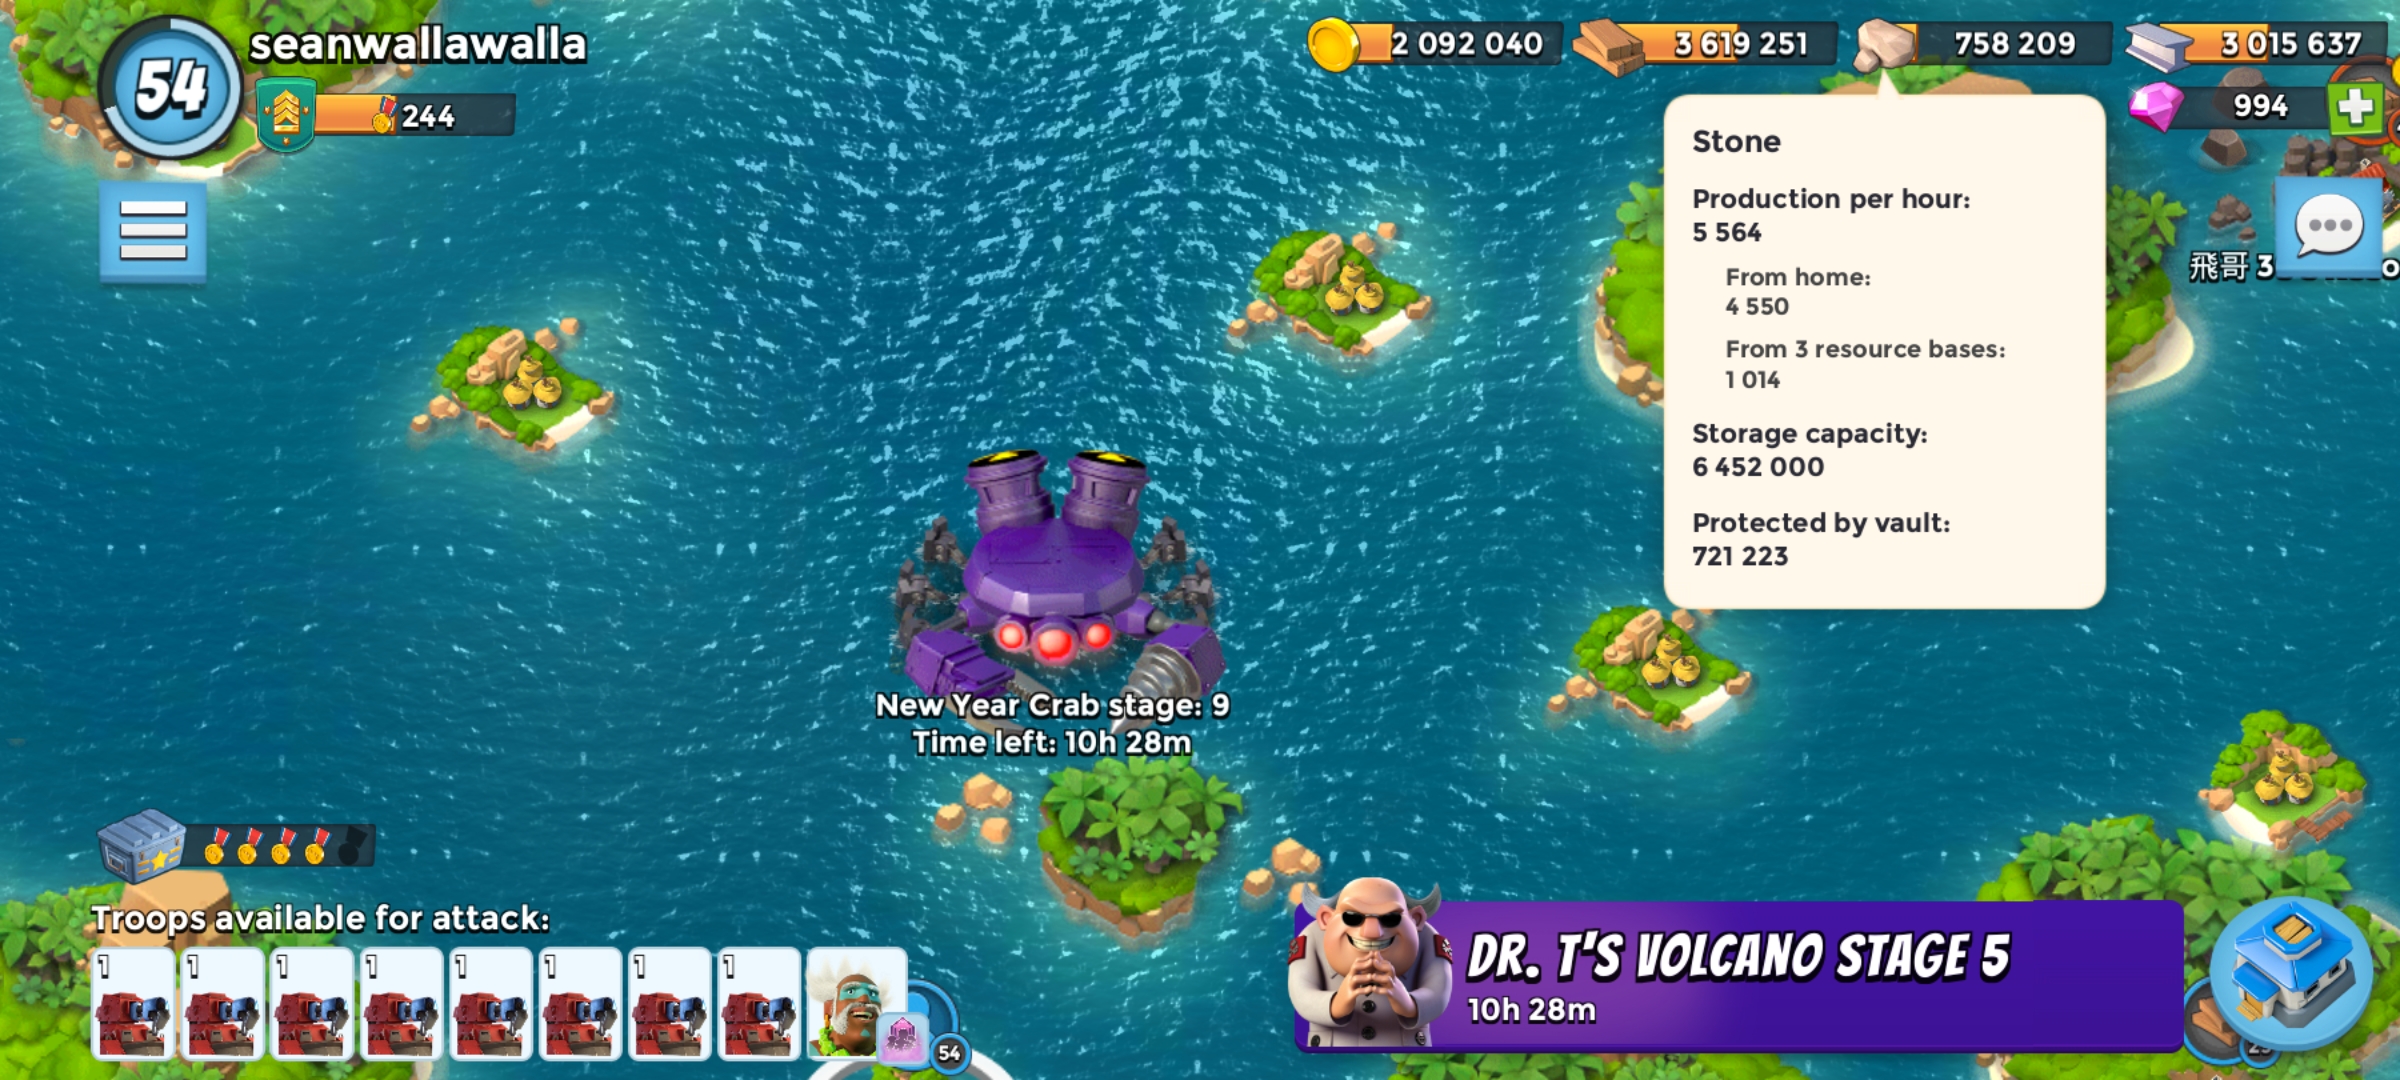 54
seanwallawalla
244
2 092 040
3 619 251
758 209
3 015 637
994
Stone
Production per hour:
5 564
From home:
4 550
From 3 resource bases:
1 014
Storage capacity:
6 452 000
Protected by vault:
721 223
飛哥 3
New Year Crab stage: 9
Time left: 10h 28m
Troops available for attack:
1 1 1 1 1 1 1 1
54
DR. T'S VOLCANO STAGE 5
10h 28m